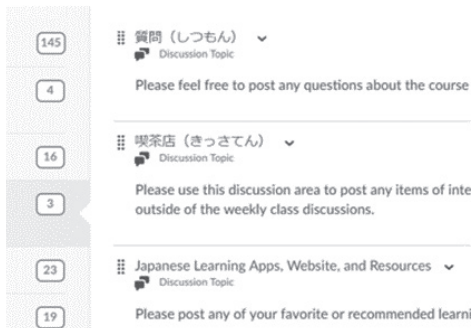 145
質問（しつもん）
Discussion Topic
4
Please feel free to post any questions about the course
16
喫茶店（きっさてん）
Discussion Topic
3
Please use this discussion area to post any items of inte
outside of the weekly class discussions.
23
Japanese Learning Apps, Website, and Resources
Discussion Topic
19
Please post any of your favorite or recommended learni